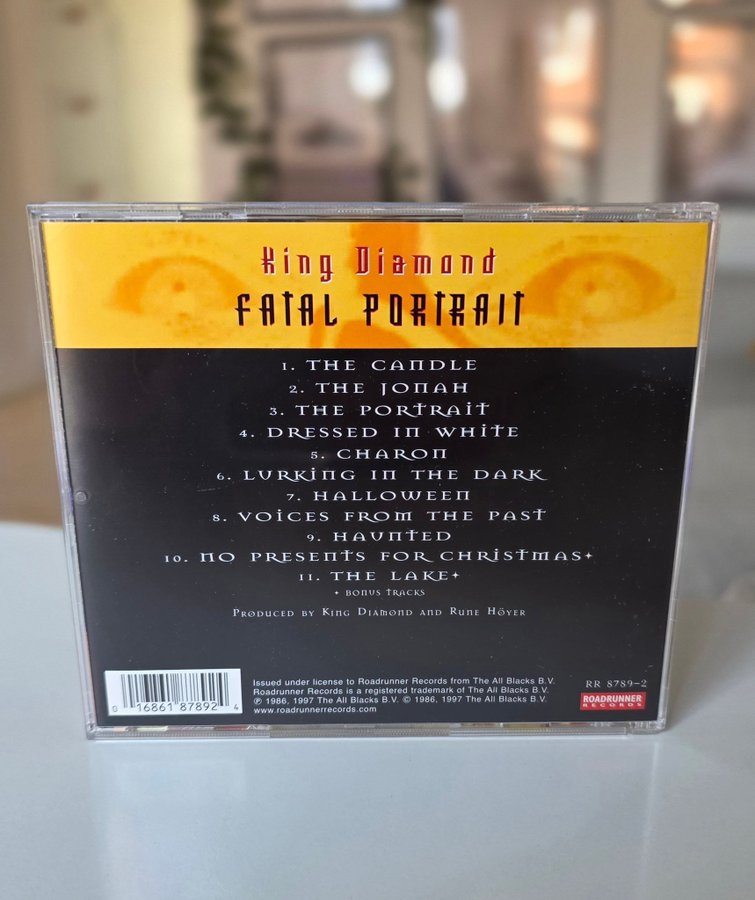 King Diamond
FATAL PORTRAIT
1. THE CANDLE
2. THE JONAH
3. THE PORTRAIT
4. DRESSED IN WHITE
5. CHARON
6. LURKING IN THE DARK
7. HALLOWEEN
8. VOICES FROM THE PAST
9. HAUNTED
10. NO PRESENTS FOR CHRISTMAS+
11. THE LAKE+
+ BONUS TRACKS
PRODUCED BY KING DIAMOND AND RUNE HÖYER
Issued under license to Roadrunner Records from The All Blacks B.V.
Roadrunner Records is a registered trademark of The All Blacks B.V.
℗ 1986, 1997 The All Blacks B.V. © 1986, 1997 The All Blacks B.V.
www.roadrunnerrecords.com
RR 8789-2
ROADRUNNER
RECORDS
0 16861 87892 4